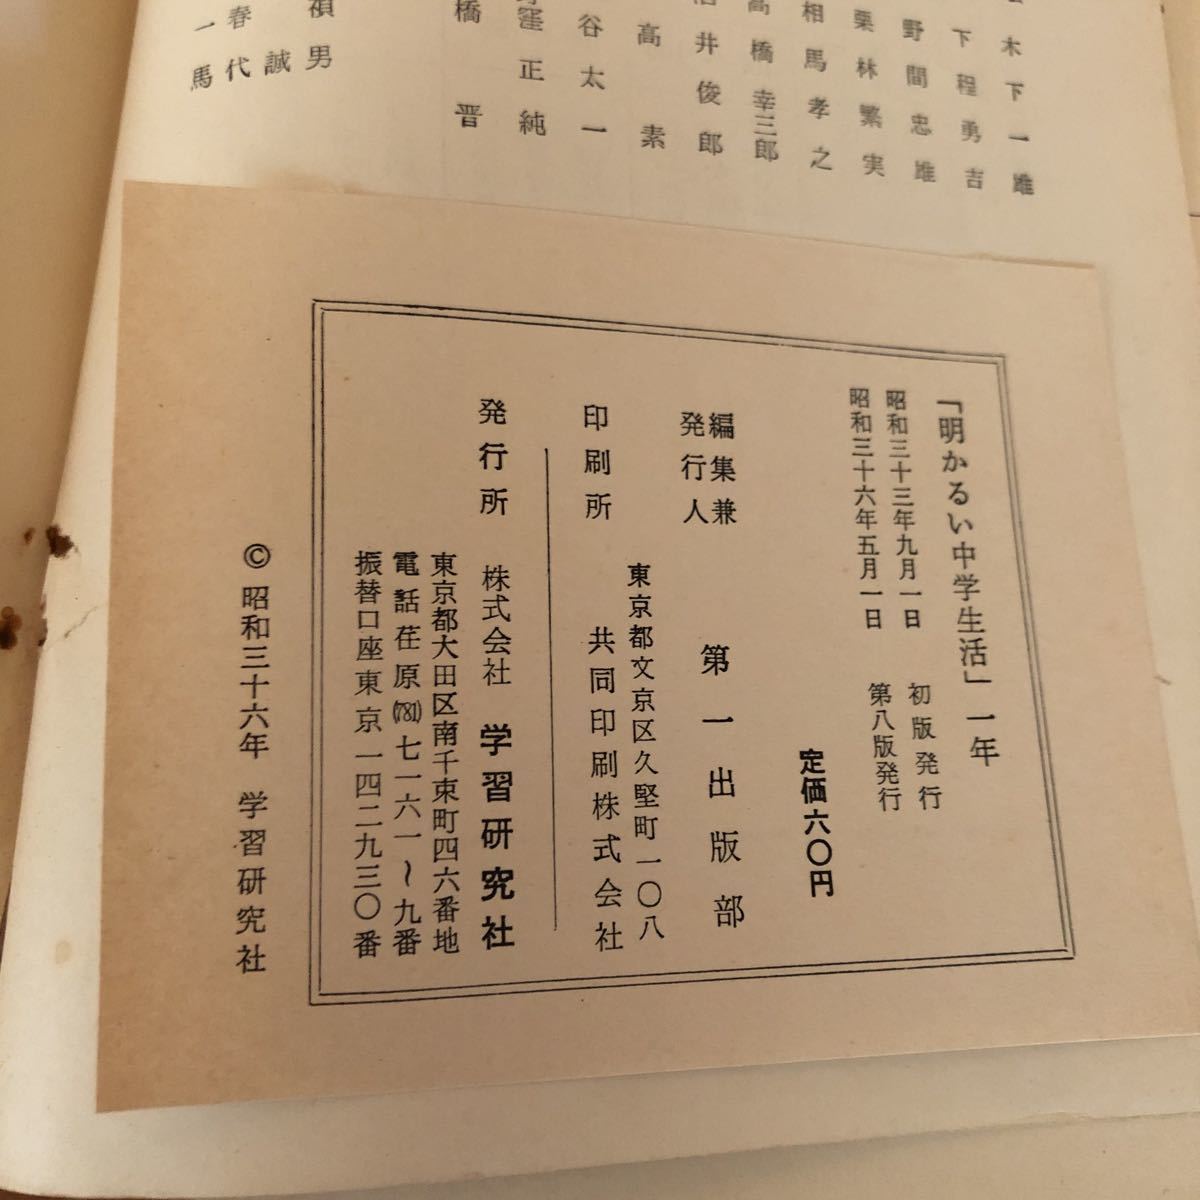 木下一雄
下程勇吉
野間忠雄
栗林繁実
相馬孝之
高橋幸三郎
井俊郎
高素
谷太一
窪正純
橋晋
禎男
誠
春代
一馬
「明かるい中学生活」一年
昭和三十三年九月一日 初版発行
昭和三十六年五月一日 第八版発行
定価六〇円
編集兼
発行人 第一出版部
東京都文京区久堅町一〇八
印刷所 共同印刷株式会社
発行所 株式会社 学習研究社
東京都大田区南千束町四六番地
電話荏原(781)七一六一〜九番
振替口座東京一四二九三〇番
© 昭和三十六年 学習研究社